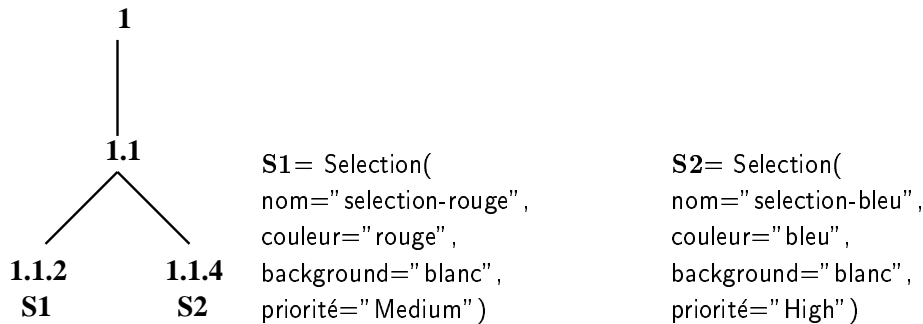 1
1.1
1.1.2 1.1.4
S1 S2
S1= Selection(
nom="selection-rouge",
couleur="rouge",
background="blanc",
priorité="Medium")
S2= Selection(
nom="selection-bleu",
couleur="bleu",
background="blanc",
priorité="High")